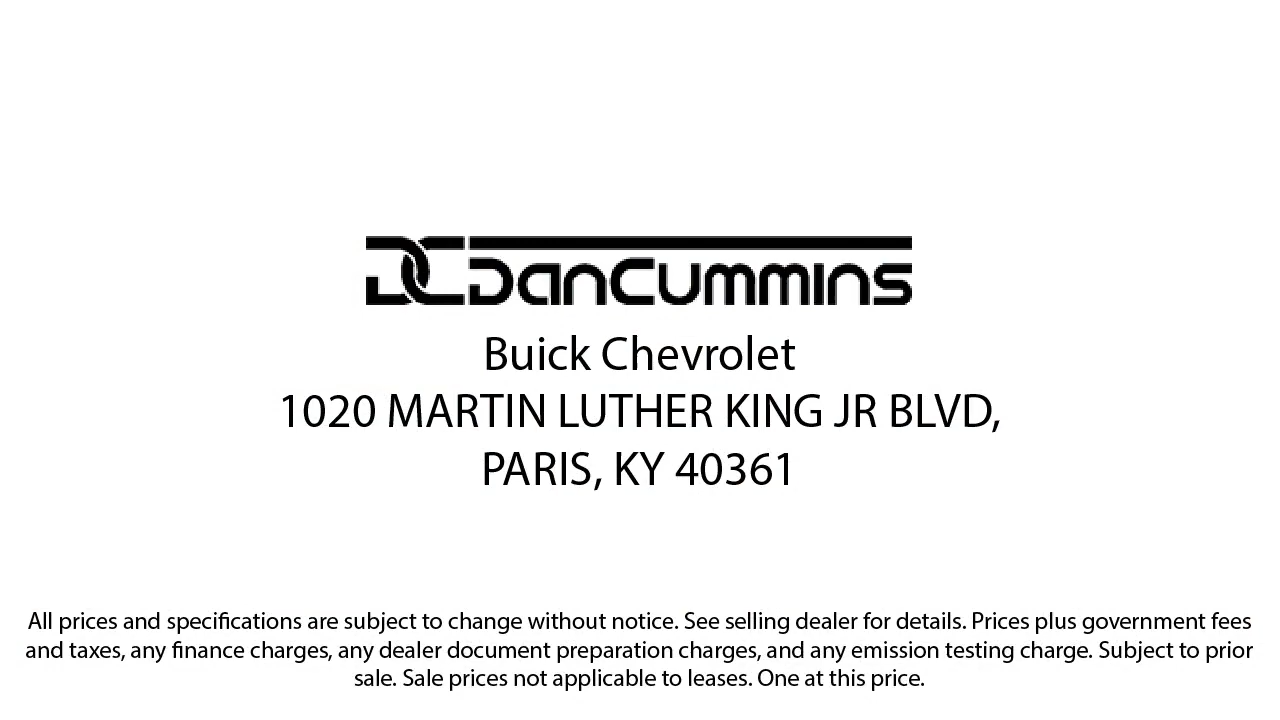 DC DanCummins
Buick Chevrolet
1020 MARTIN LUTHER KING JR BLVD,
PARIS, KY 40361
All prices and specifications are subject to change without notice. See selling dealer for details. Prices plus government fees
and taxes, any finance charges, any dealer document preparation charges, and any emission testing charge. Subject to prior
sale. Sale prices not applicable to leases. One at this price.